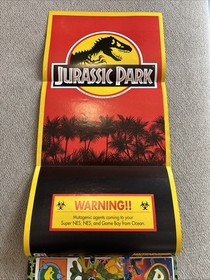 JURASSIC PARK
WARNING!!
Mutagenic agents coming to your
Super NES, NES, and Game Boy from Ocean.